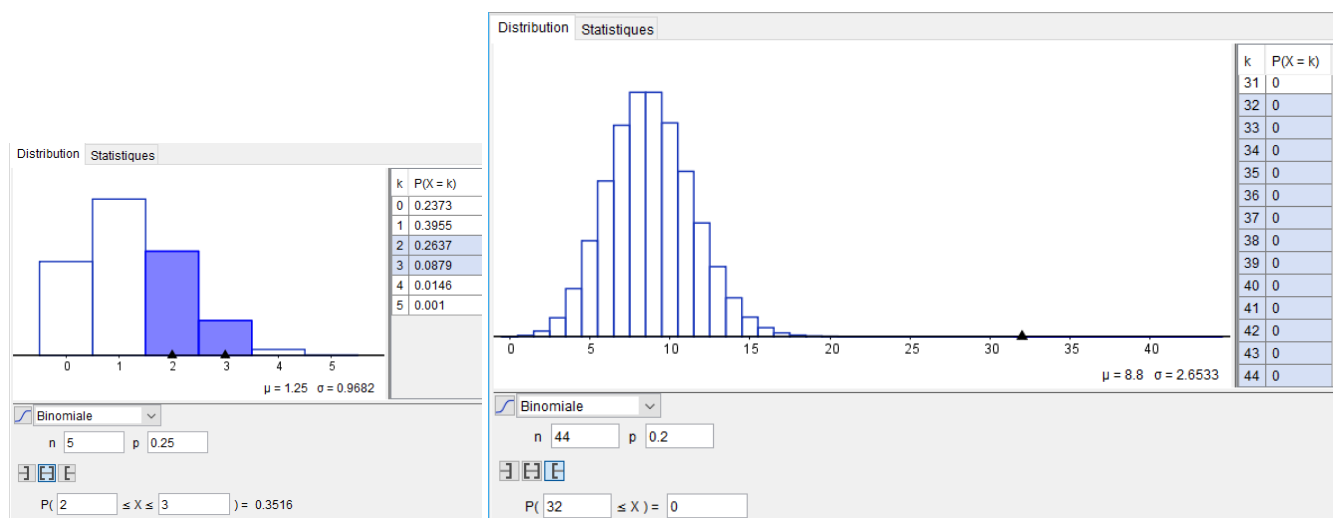 Distribution Statistiques
k P(X = k)
0 0.2373
1 0.3955
2 0.2637
3 0.0879
4 0.0146
5 0.001
0 1 2 3 4 5
μ = 1.25 σ = 0.9682
Binomiale
n 5 p 0.25
P( 2 ≤ X ≤ 3 ) = 0.3516
Distribution Statistiques
k P(X = k)
31 0
32 0
33 0
34 0
35 0
36 0
37 0
38 0
39 0
40 0
41 0
42 0
43 0
44 0
0 5 10 15 20 25 30 35 40
μ = 8.8 σ = 2.6533
Binomiale
n 44 p 0.2
P( 32 ≤ X ) = 0